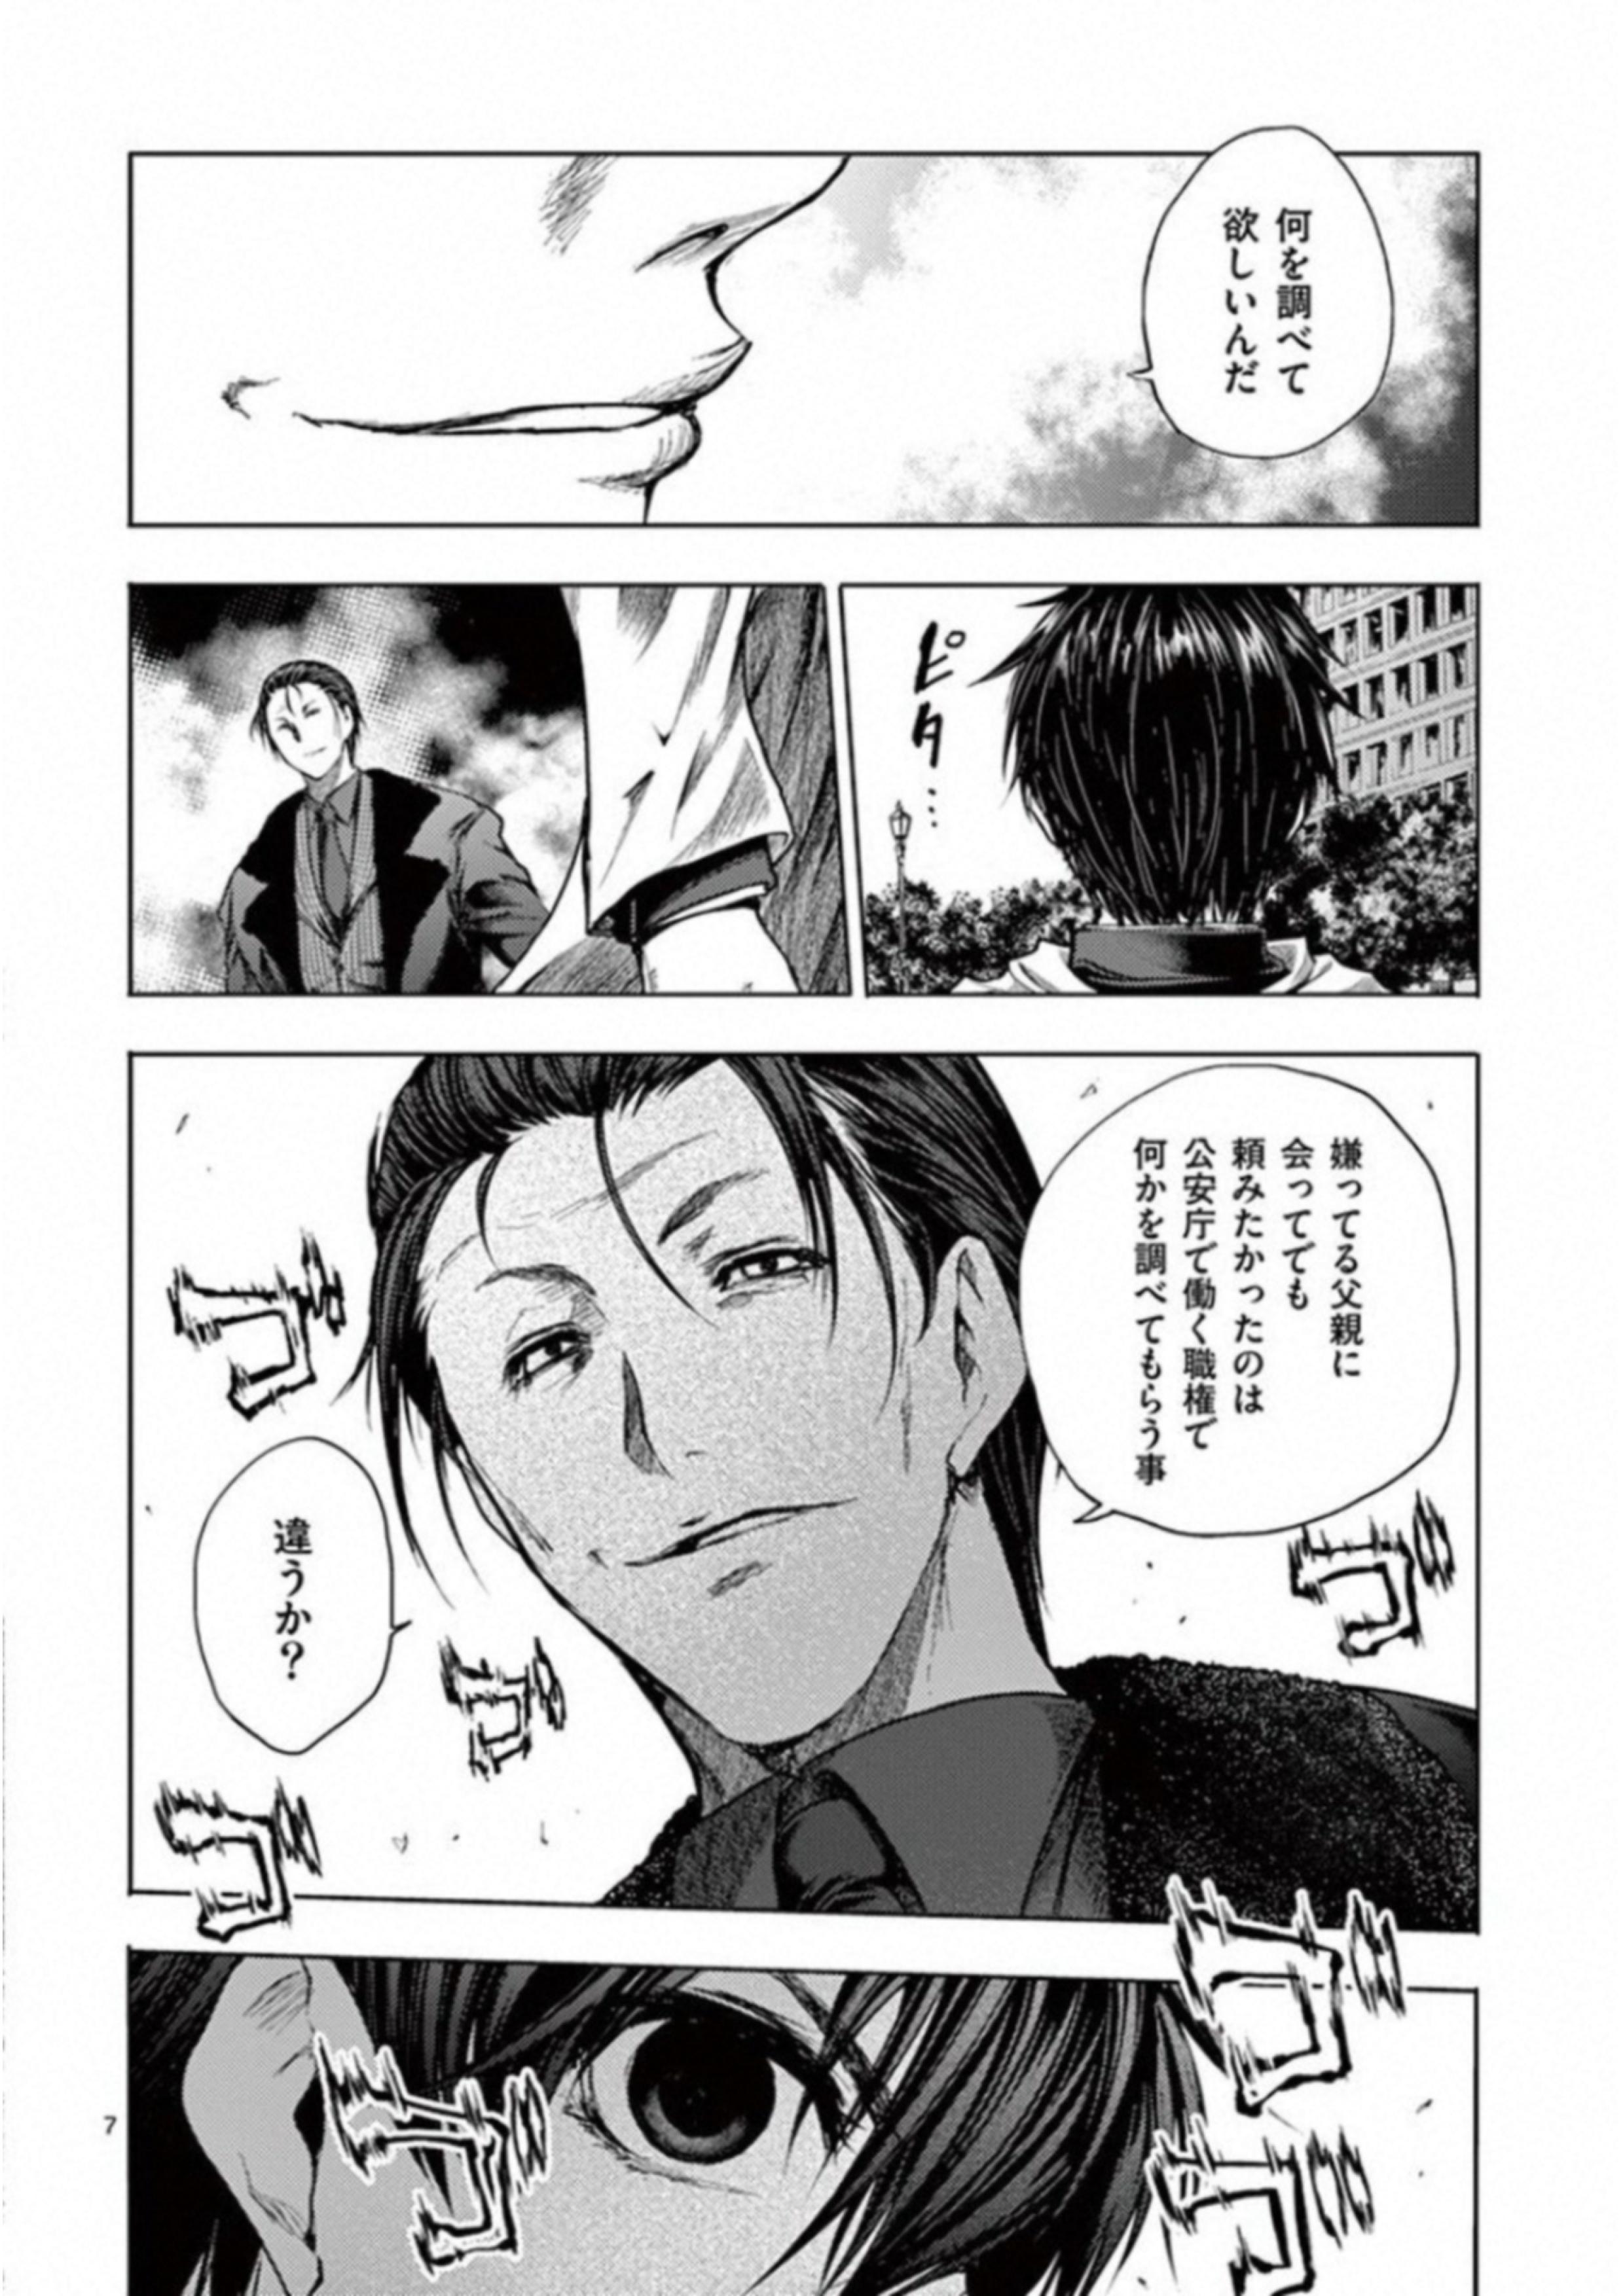 何を調べて
欲しいんだ
ピタ…
嫌ってる父親に
会ってでも
頼みたかったのは
公安庁で働く職権で
何かを調べてもらう事
違うか？
ゴ
ゴ
ゴ
ゴ
ゴ
ゴ
ゴ
7